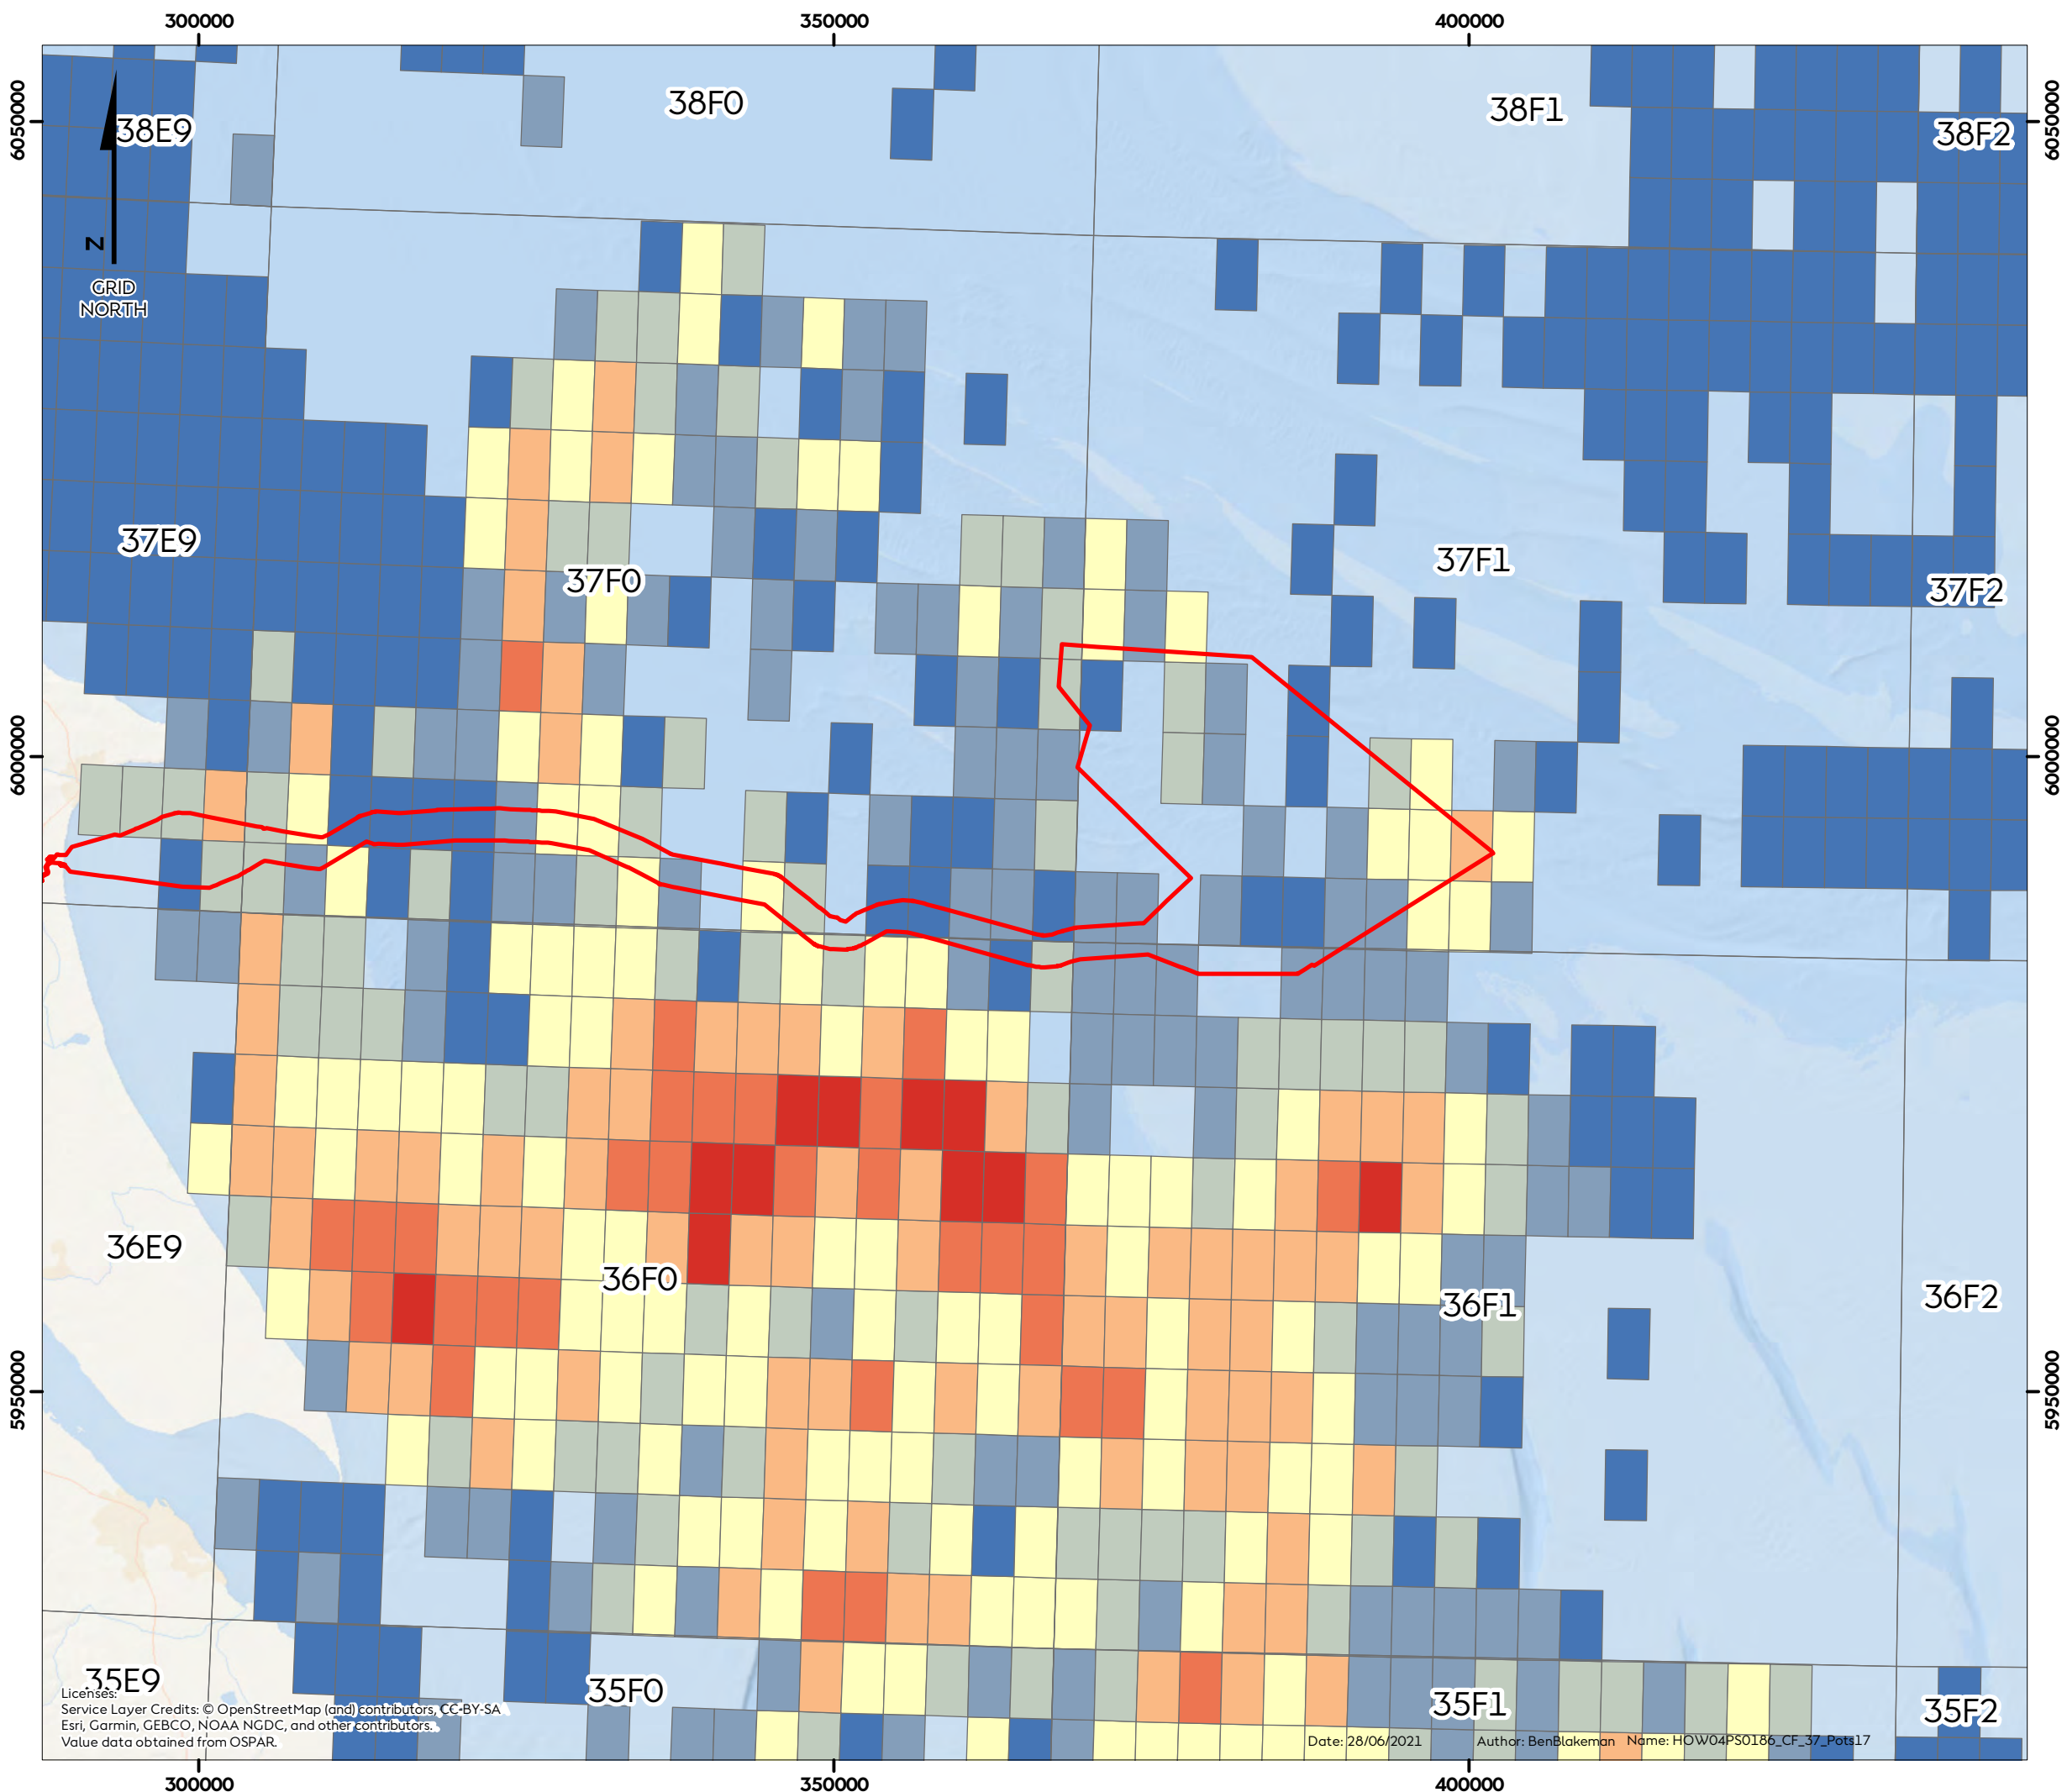 300000
350000
400000
6050000
6050000
38F0
38F1
38E9
38F2
N
GRID
NORTH
37E9
37F0
37F1
37F2
6000000
6000000
36E9
36F0
36F1
36F2
5950000
5950000
35E9
35F0
35F1
35F2
Licenses:
Service Layer Credits: © OpenStreetMap (and) contributors, CC-BY-SA
Esri, Garmin, GEBCO, NOAA NGDC, and other contributors.
Value data obtained from OSPAR.
Date: 28/06/2021 Author: BenBlakeman Name: HOW04PS0186_CF_37_Pots17
300000
350000
400000